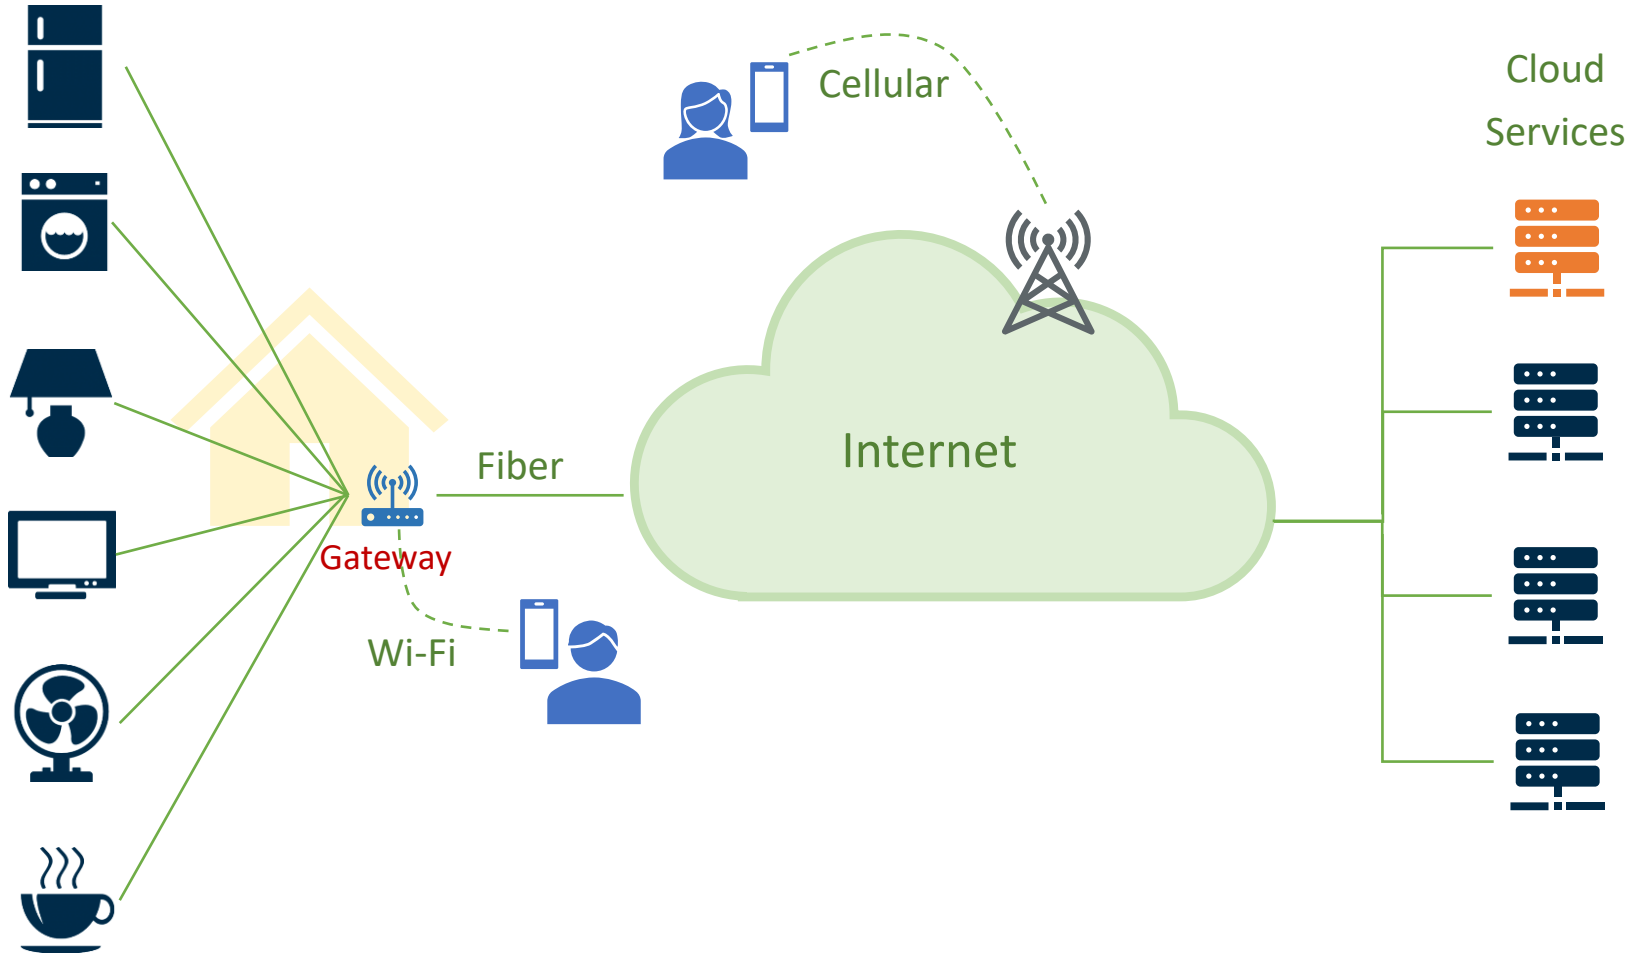 Cellular
Cloud
Services
Internet
Fiber
Gateway
Wi-Fi